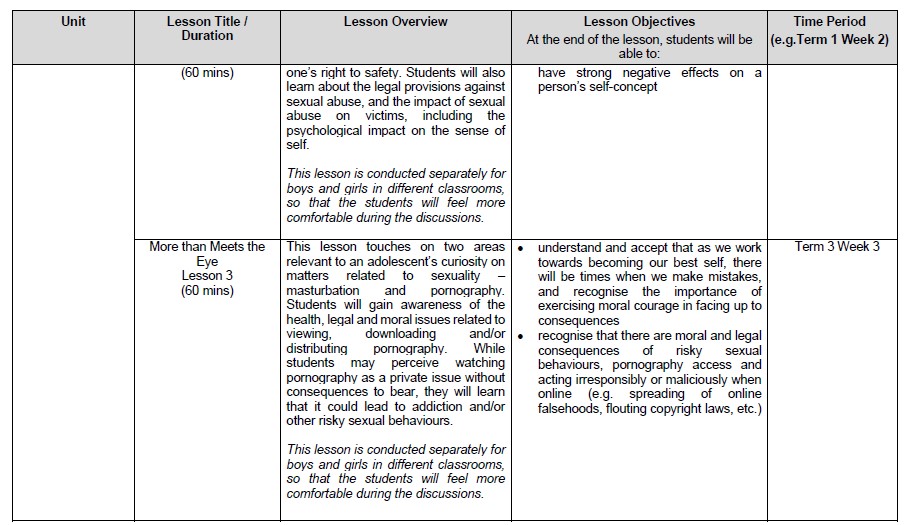 Unit
Lesson Title /
Duration
Lesson Overview
Lesson Objectives
At the end of the lesson, students will be
able to:
Time Period
(e.g.Term 1 Week 2)
(60 mins)
one's right to safety. Students will also
learn about the legal provisions against
sexual abuse, and the impact of sexual
abuse on victims, including the
psychological impact on the sense of
self.
This lesson is conducted separately for
boys and girls in different classrooms,
so that the students will feel more
comfortable during the discussions.
have strong negative effects on a
person's self-concept
More than Meets the
Eye
Lesson 3
(60 mins)
This lesson touches on two areas
relevant to an adolescent's curiosity on
matters related to sexuality –
masturbation and pornography.
Students will gain awareness of the
health, legal and moral issues related to
viewing, downloading and/or
distributing pornography. While
students may perceive watching
pornography as a private issue without
consequences to bear, they will learn
that it could lead to addiction and/or
other risky sexual behaviours.
This lesson is conducted separately for
boys and girls in different classrooms,
so that the students will feel more
comfortable during the discussions.
• understand and accept that as we work
towards becoming our best self, there
will be times when we make mistakes,
and recognise the importance of
exercising moral courage in facing up to
consequences
• recognise that there are moral and legal
consequences of risky sexual
behaviours, pornography access and
acting irresponsibly or maliciously when
online (e.g. spreading of online
falsehoods, flouting copyright laws, etc.)
Term 3 Week 3